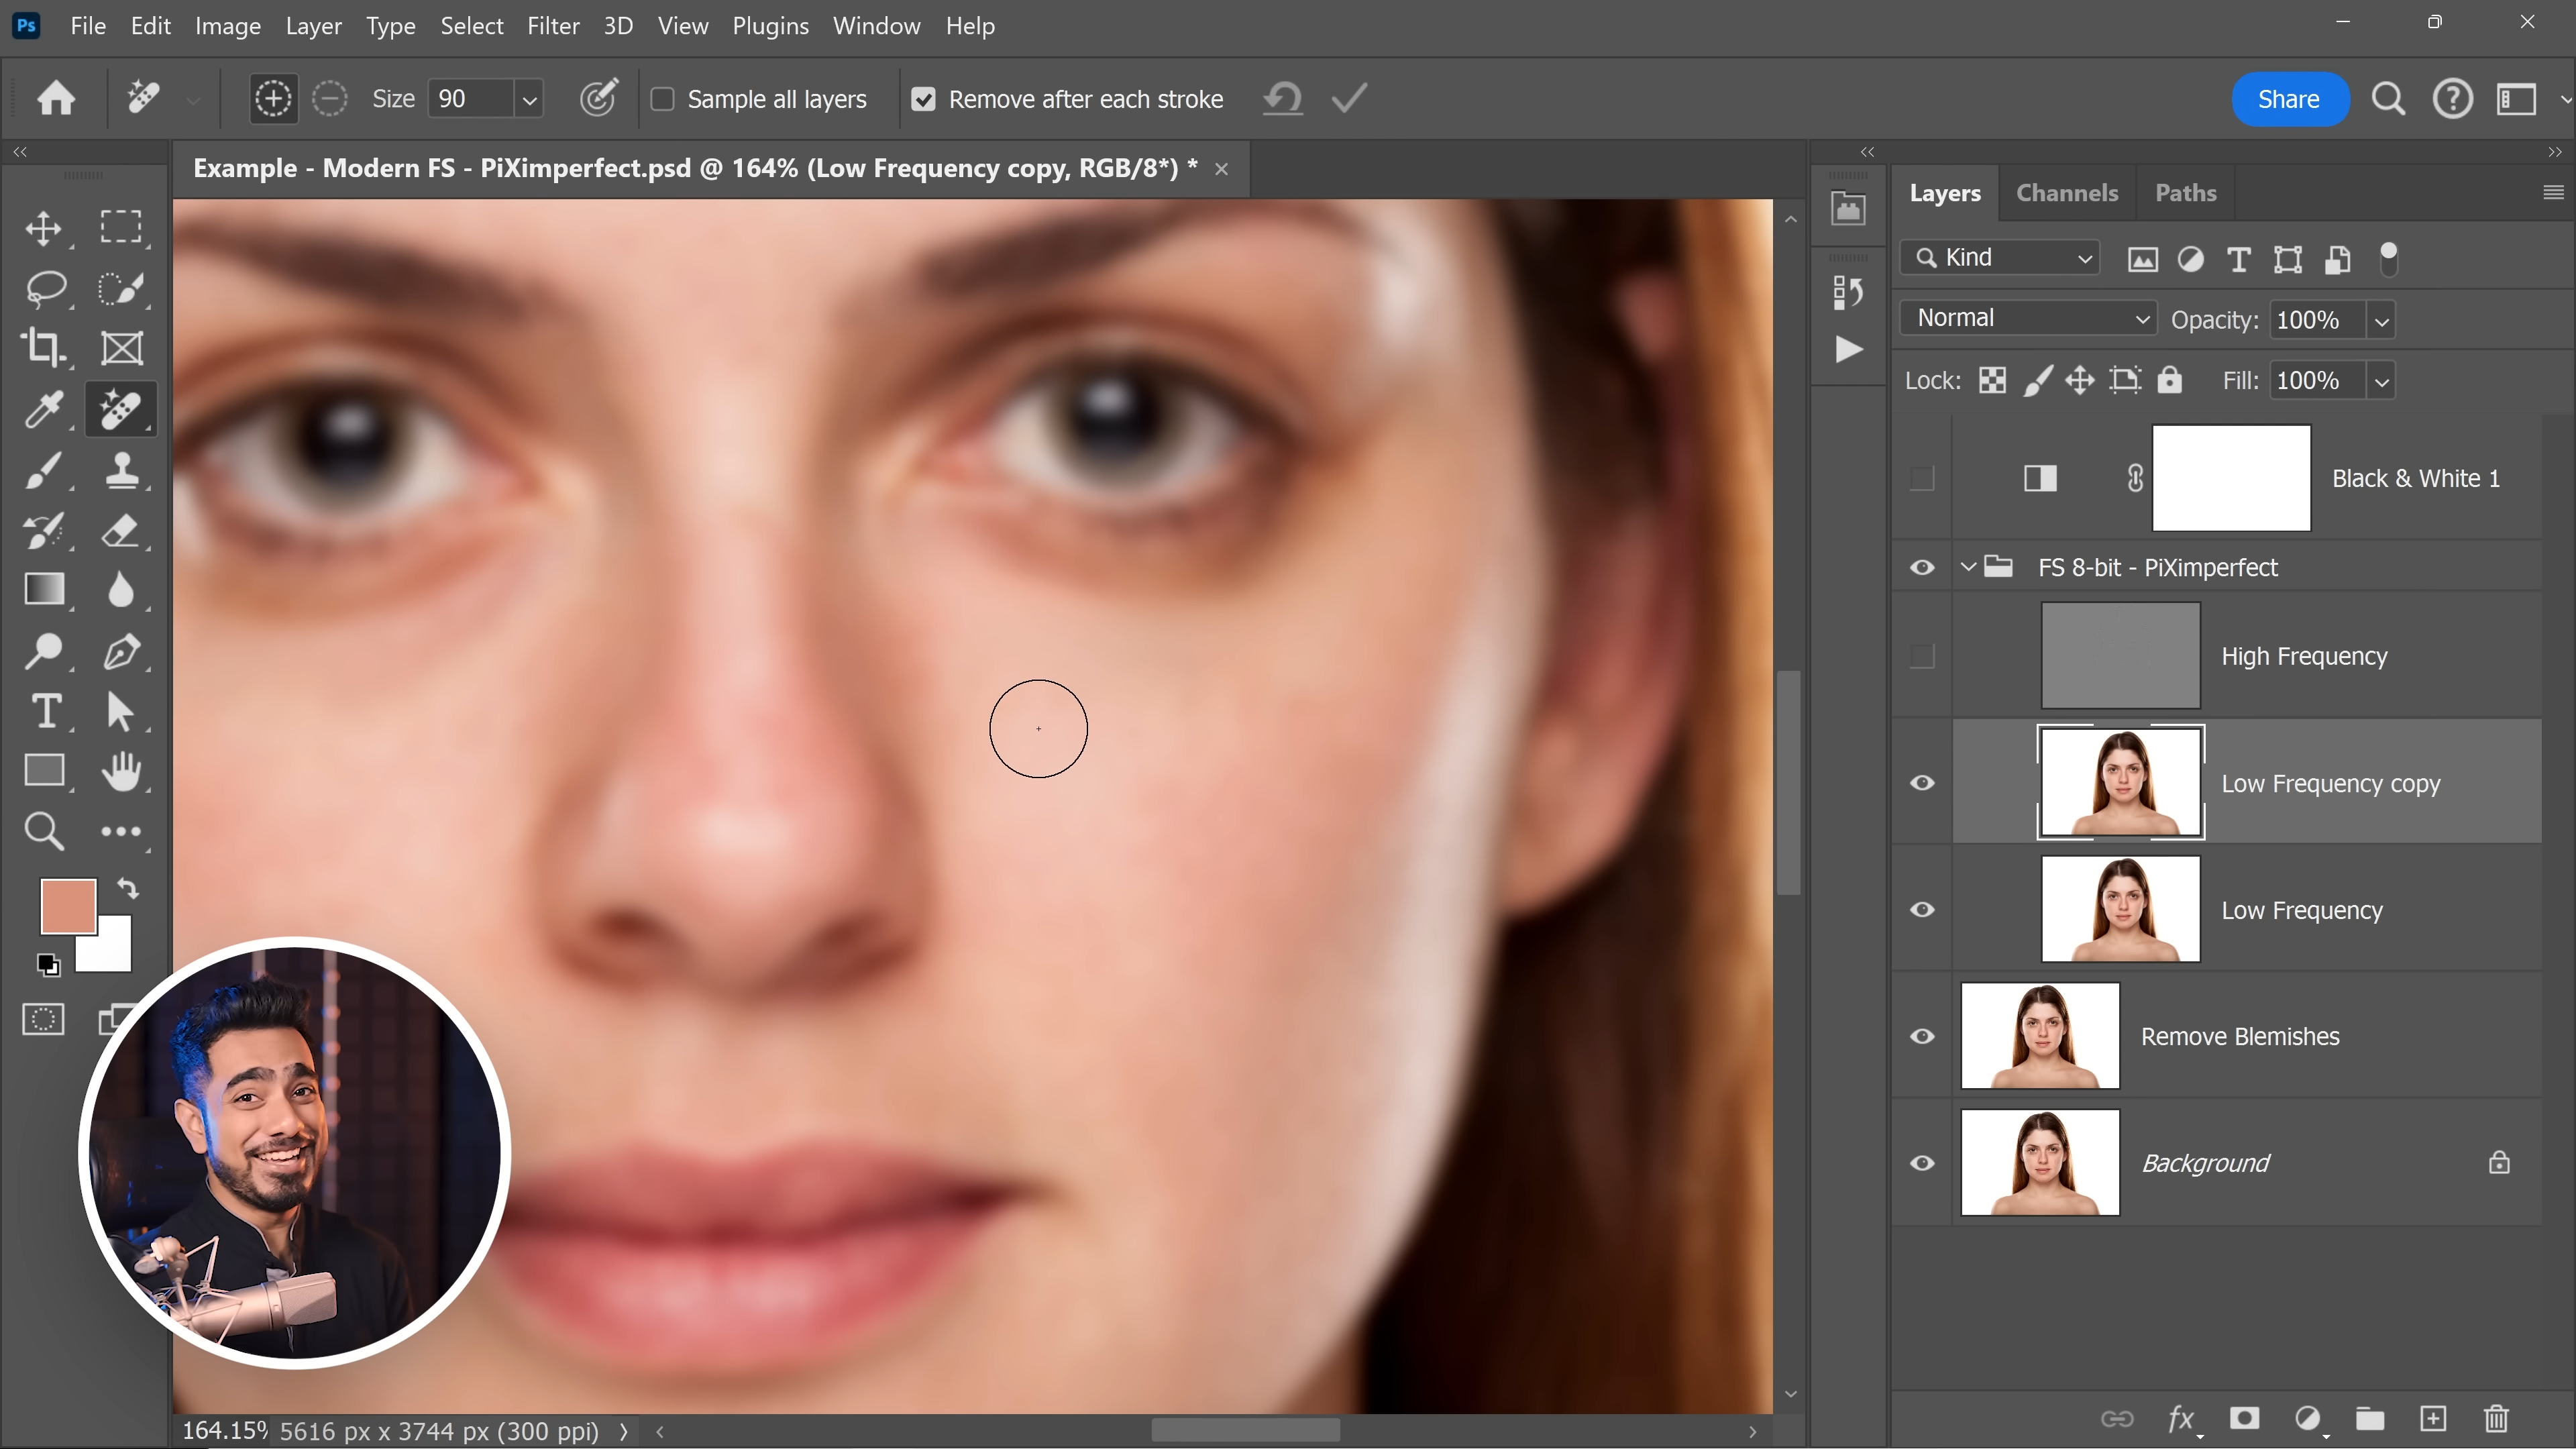 Ps File Edit Image Layer Type Select Filter 3D View Plugins Window Help
Size 90 Sample all layers Remove after each stroke Share
Example - Modern FS - PiXimperfect.psd @ 164% (Low Frequency copy, RGB/8*) *
Layers Channels Paths
Kind
Normal Opacity: 100%
Lock: Fill: 100%
Black & White 1
FS 8-bit - PiXimperfect
High Frequency
Low Frequency copy
Low Frequency
Remove Blemishes
Background
164.15% 5616 px x 3744 px (300 ppi)
fx